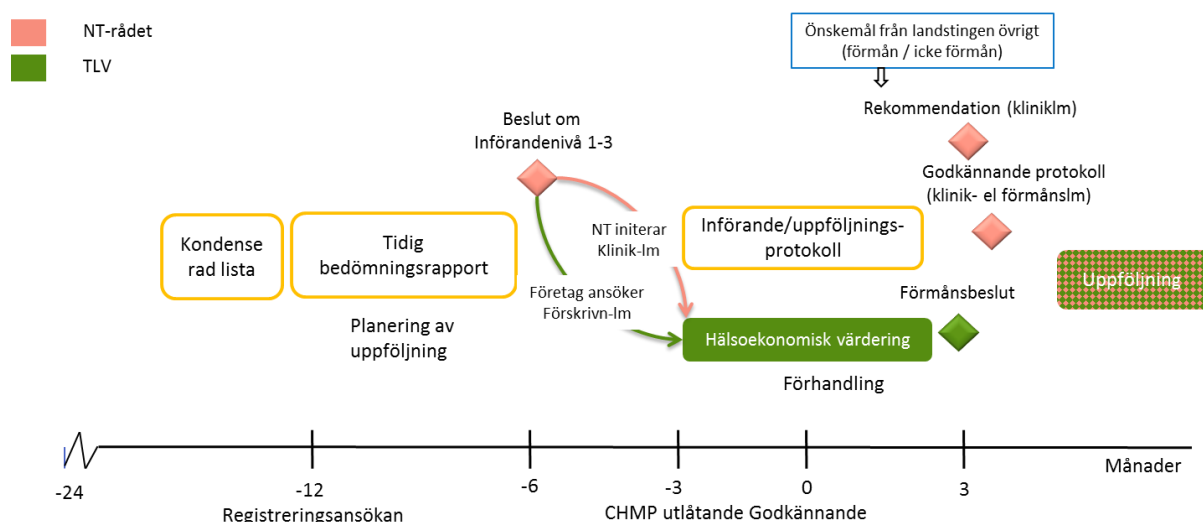 NT-rådet
TLV
Önskemål från landstingen övrigt
(förmån / icke förmån)
Rekommendation (kliniklm)
Beslut om
Införandenivå 1-3
Godkännande protokoll
(klinik- el förmånslm)
Kondense
rad lista
Tidig
bedömningsrapport
NT initerar
Klinik-lm
Införande/uppföljnings-
protokoll
Uppföljning
Företag ansöker
Förskrivn-lm
Förmånsbeslut
Planering av
uppföljning
Hälsoekonomisk värdering
Förhandling
Månader
-24
-12
-6
-3
0
3
Registreringsansökan
CHMP utlåtande Godkännande